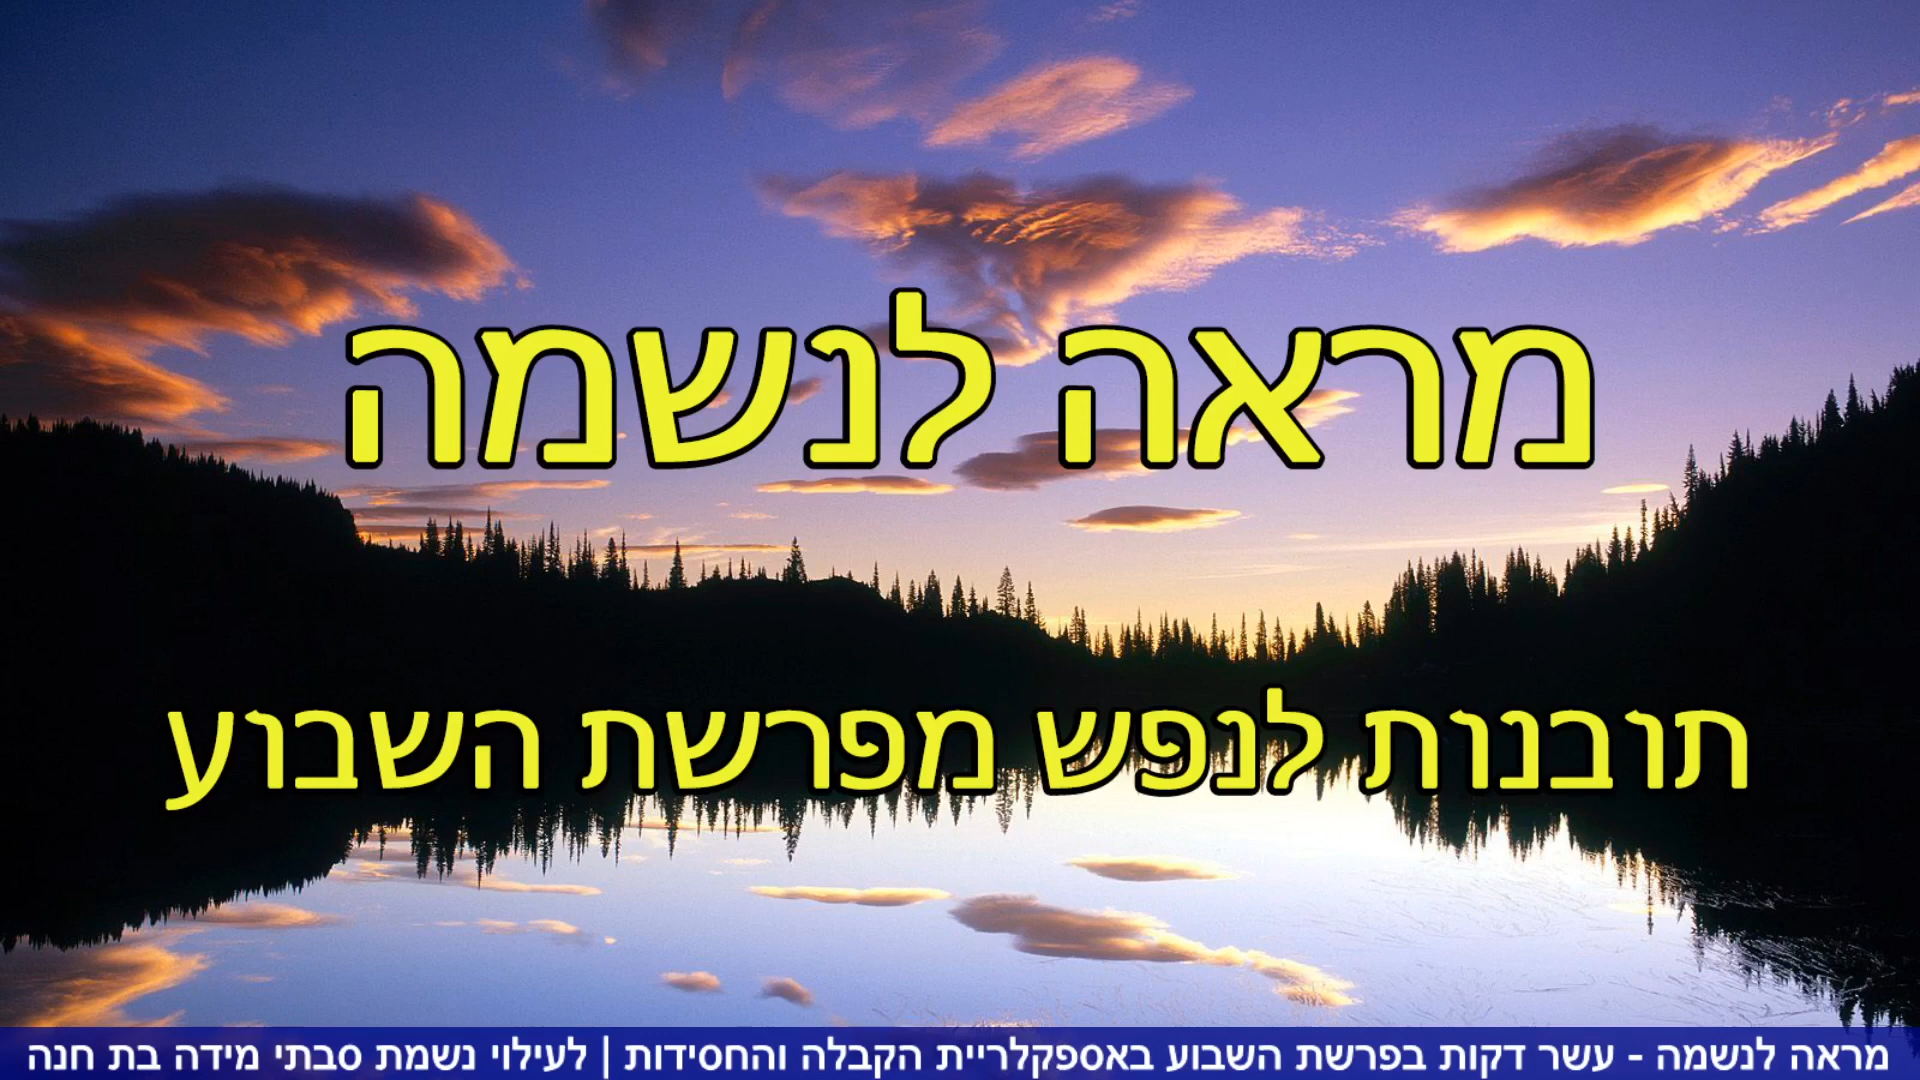 מראה לנשמה
תובנות לנפש מפרשת השבוע
מראה לנשמה - עשר דקות בפרשת השבוע באספקלריית הקבלה והחסידות | לעילוי נשמת סבתי מידה בת חנה